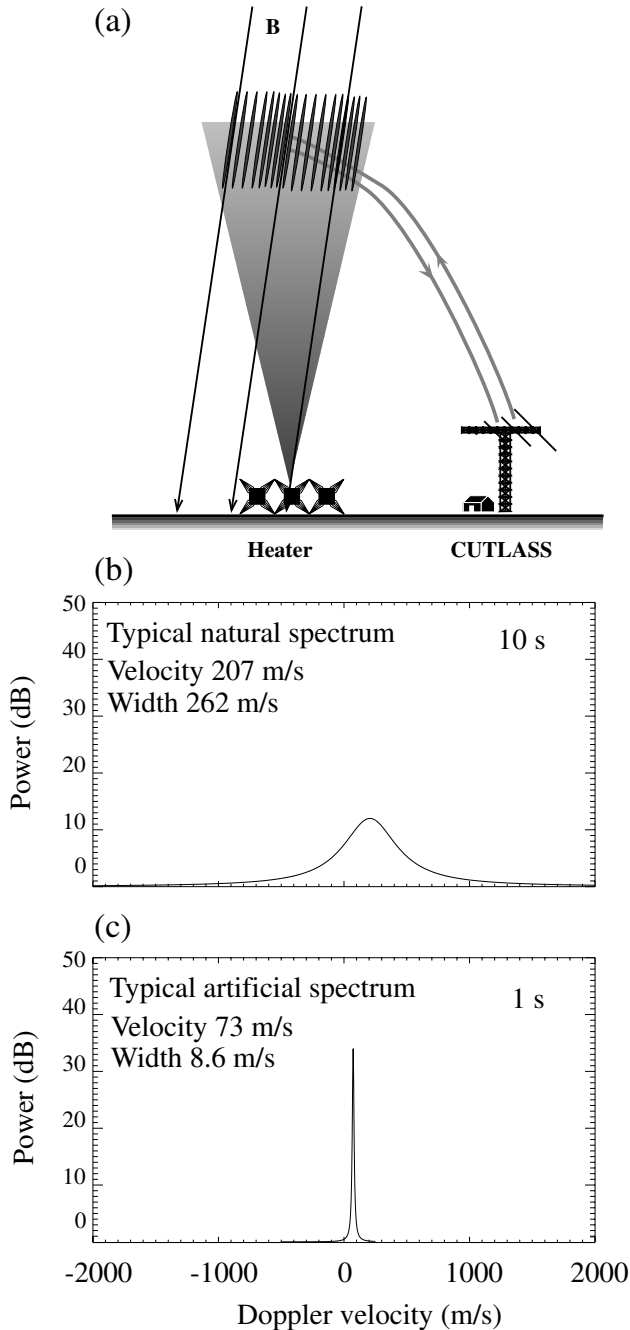 (a)
B
Heater
CUTLASS
(b)
50
40
30
20
10
0
Power (dB)
Typical natural spectrum
10 s
Velocity 207 m/s
Width 262 m/s
(c)
50
40
30
20
10
0
Power (dB)
Typical artificial spectrum
1 s
Velocity 73 m/s
Width 8.6 m/s
-2000 -1000 0 1000 2000
Doppler velocity (m/s)